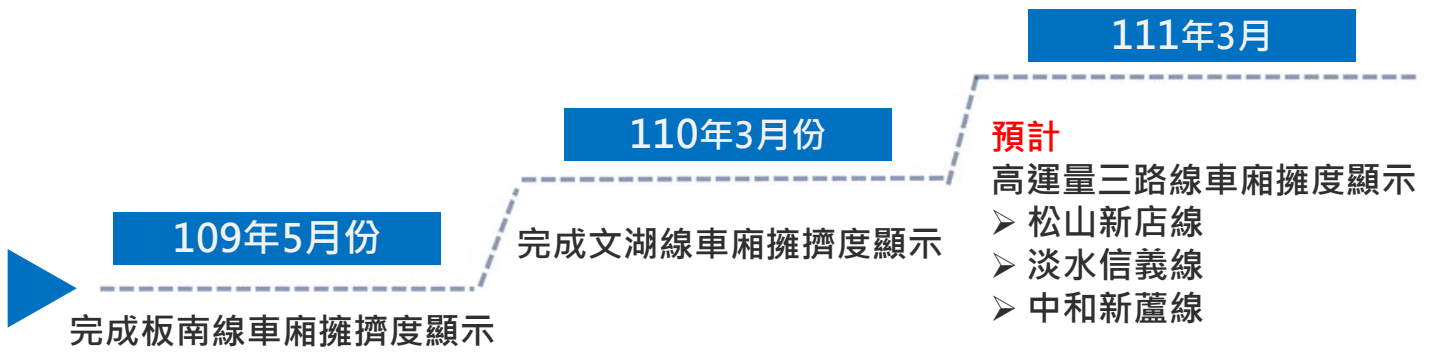 109年5月份
完成板南線車廂擁擠度顯示
110年3月份
完成文湖線車廂擁擠度顯示
111年3月
預計
高運量三路線車廂擁度顯示
➢ 松山新店線
➢ 淡水信義線
➢ 中和新蘆線